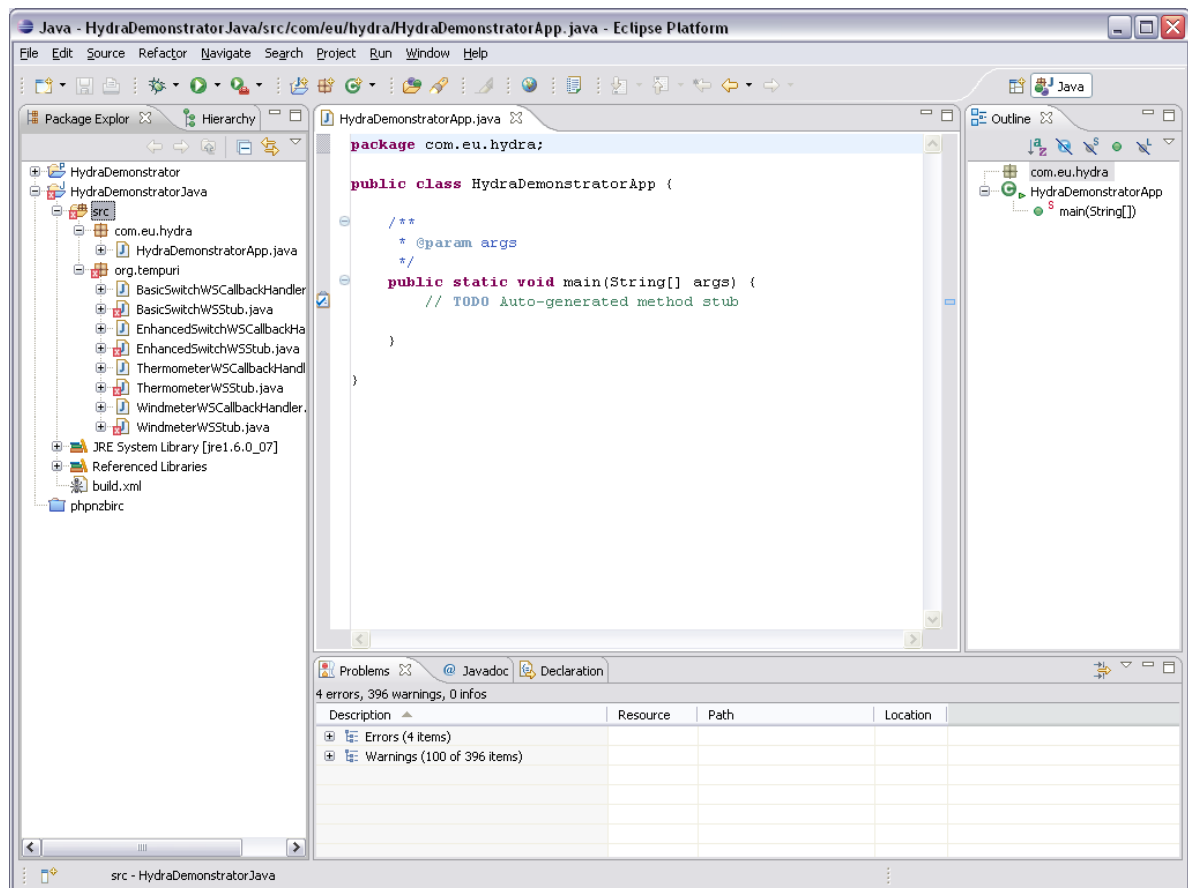 Java - HydraDemonstratorJava/src/com/eu/hydra/HydraDemonstratorApp.java - Eclipse Platform
File Edit Source Refactor Navigate Search Project Run Window Help
Java
Package Explor
Hierarchy
HydraDemonstrator
HydraDemonstratorJava
src
com.eu.hydra
HydraDemonstratorApp.java
org.tempuri
BasicSwitchWSCallbackHandler
BasicSwitchWSStub.java
EnhancedSwitchWSCallbackHa
EnhancedSwitchWSStub.java
ThermometerWSCallbackHandl
ThermometerWSStub.java
WindmeterWSCallbackHandler.
WindmeterWSStub.java
JRE System Library [jre1.6.0_07]
Referenced Libraries
build.xml
phpnzbirc
HydraDemonstratorApp.java
package com.eu.hydra;
public class HydraDemonstratorApp {
/**
* @param args
*/
public static void main(String[] args) {
// TODO Auto-generated method stub
}
}
Outline
com.eu.hydra
HydraDemonstratorApp
main(String[])
Problems
@ Javadoc
Declaration
4 errors, 396 warnings, 0 infos
Description Resource Path Location
Errors (4 items)
Warnings (100 of 396 items)
src - HydraDemonstratorJava